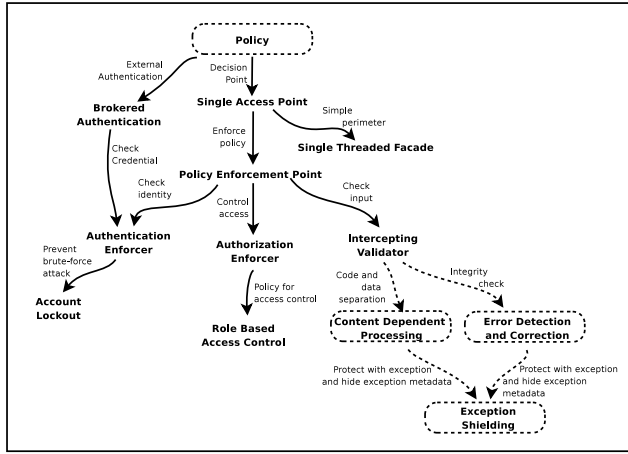 Policy
External
Authentication
Decision
Point
Brokered
Authentication
Single Access Point
Simple
perimeter
Enforce
policy
Single Threaded Facade
Check
Credential
Policy Enforcement Point
Check
identity
Control
access
Check
input
Authentication
Enforcer
Authorization
Enforcer
Intercepting
Validator
Prevent
brute-force
attack
Policy for
access control
Code and
data
separation
Integrity
check
Account
Lockout
Role Based
Access Control
Content Dependent
Processing
Error Detection
and Correction
Protect with exception
and hide exception metadata
Protect with exception
and hide exception
metadata
Exception
Shielding